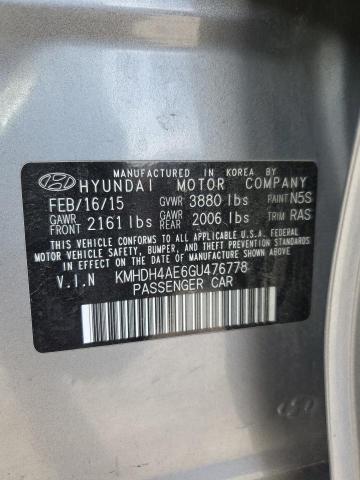 MANUFACTURED IN KOREA BY
HYUNDAI MOTOR COMPANY
FEB/16/15 GVWR 3880 lbs PAINT N5S
GAWR FRONT 2161 lbs GAWR REAR 2006 lbs TRIM RAS
THIS VEHICLE CONFORMS TO ALL APPLICABLE U.S.A. FEDERAL
MOTOR VEHICLE SAFETY, BUMPER, AND THEFT
PREVENTION STANDARDS IN EFFECT ON THE DATE OF
MANUFACTURE SHOWN ABOVE.
V.I.N KMHDH4AE6GU476778
PASSENGER CAR